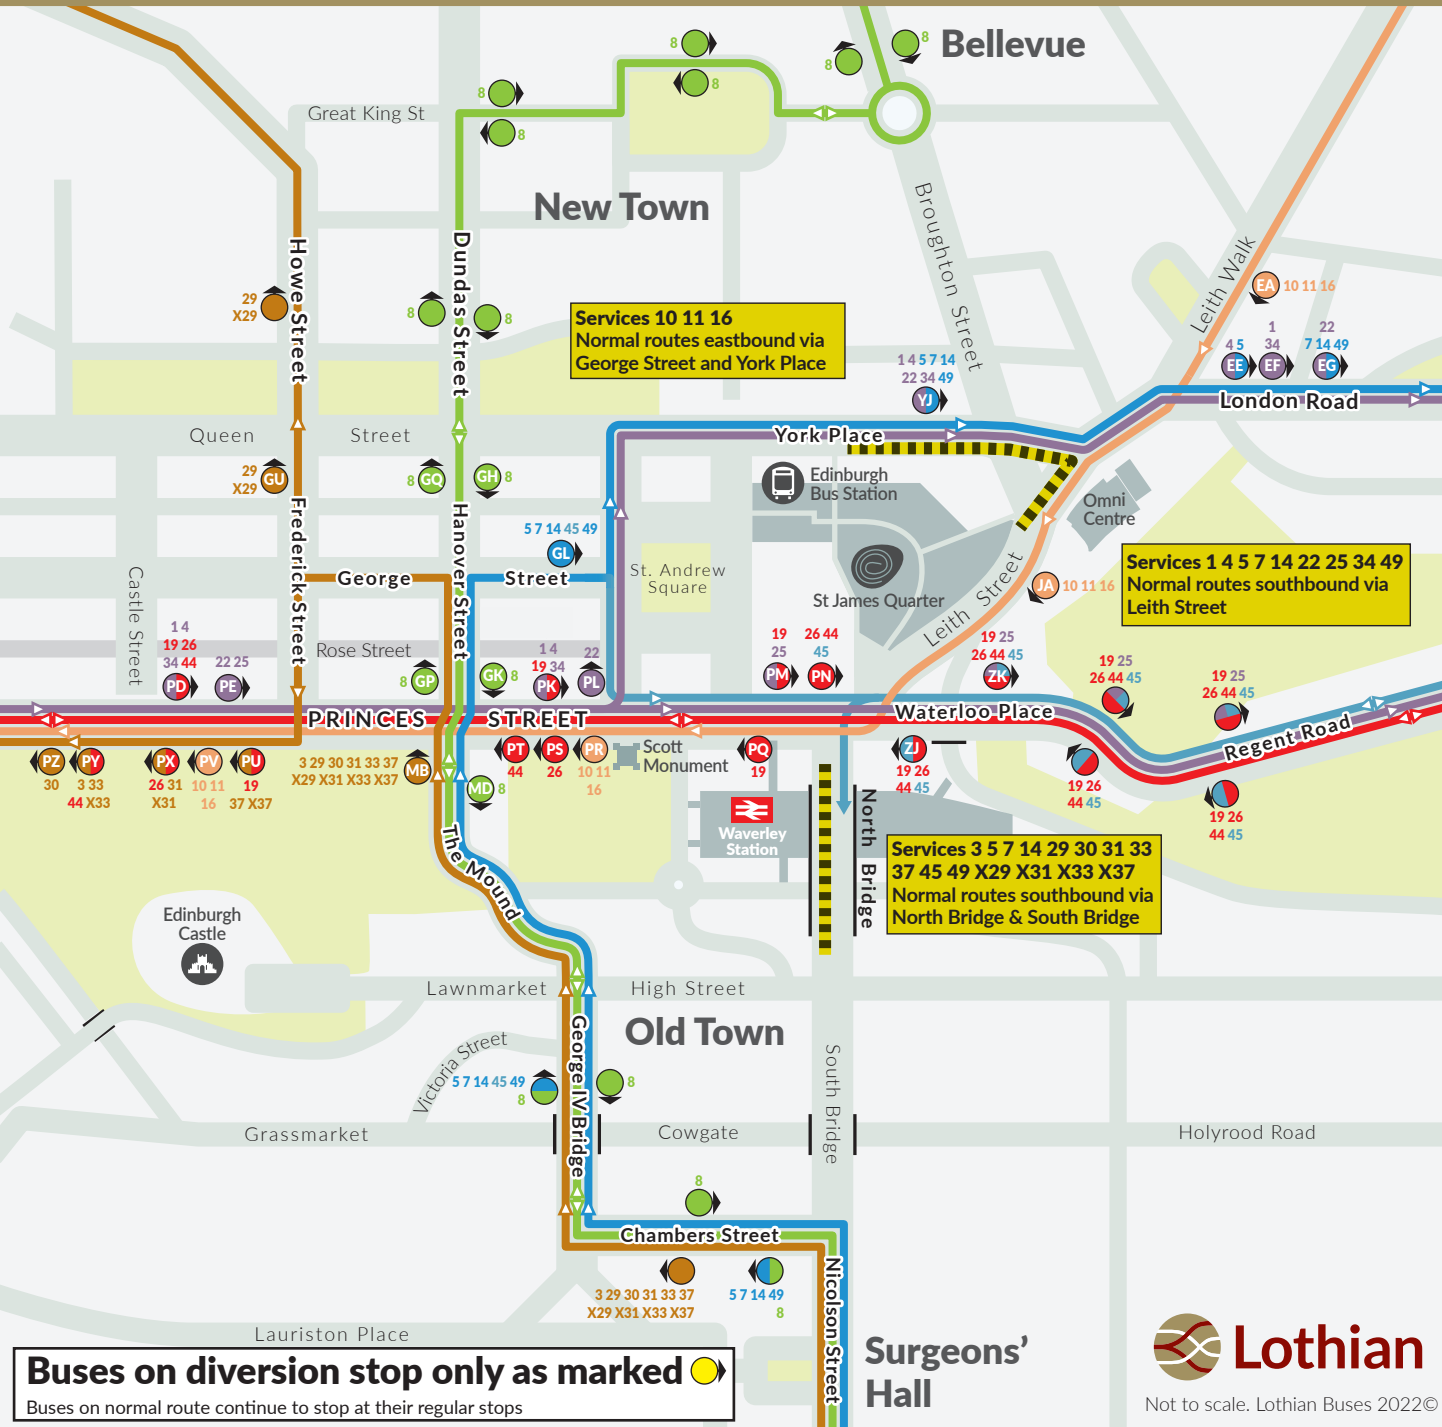 Bellevue
8
8
8
8
8
8
8
Great King St
New Town
Broughton Street
Leith Walk
Howe Street
Dundas Street
29
X29
8
8
Services 10 11 16
Normal routes eastbound via
George Street and York Place
EA 10 11 16
1 4 5 7 14
22 34 49
YJ
4 5
EE
1
34
EF
22
7 14 49
EG
London Road
Queen Street
York Place
29
X29
GU
8 GQ
GH 8
Edinburgh
Bus Station
Omni
Centre
Frederick Street
Hanover Street
5 7 14 45 49
GL
George Street
St. Andrew
Square
St James Quarter
Leith Street
JA 10 11 16
Services 1 4 5 7 14 22 25 34 49
Normal routes southbound via
Leith Street
Castle Street
Rose Street
1 4
19 26
34 44
PD
22 25
PE
8 GP
GK 8
1 4
19 34
PK
22
PL
19
25
PM
26 44
45
PN
19 25
26 44 45
ZK
19 25
26 44 45
19 25
26 44 45
PRINCES STREET
Waterloo Place
Regent Road
PZ
30
PY
3 33
44 X33
PX
26 31
X31
PV
10 11
16
PU
19
37 X37
3 29 30 31 33 37
X29 X31 X33 X37
MB
MD 8
PT
44
PS
26
PR
10 11
16
Scott
Monument
PQ
19
ZJ
19 26
44 45
19 26
44 45
19 26
44 45
Waverley
Station
North Bridge
The Mound
Services 3 5 7 14 29 30 31 33
37 45 49 X29 X31 X33 X37
Normal routes southbound via
North Bridge & South Bridge
Edinburgh
Castle
Lawnmarket
High Street
Old Town
George IV Bridge
Victoria Street
5 7 14 45 49
8
8
South Bridge
Grassmarket
Cowgate
Holyrood Road
8
Chambers Street
3 29 30 31 33 37
X29 X31 X33 X37
5 7 14 49
8
Nicolson Street
Lauriston Place
Surgeons'
Hall
Buses on diversion stop only as marked
Buses on normal route continue to stop at their regular stops
Lothian
Not to scale. Lothian Buses 2022©